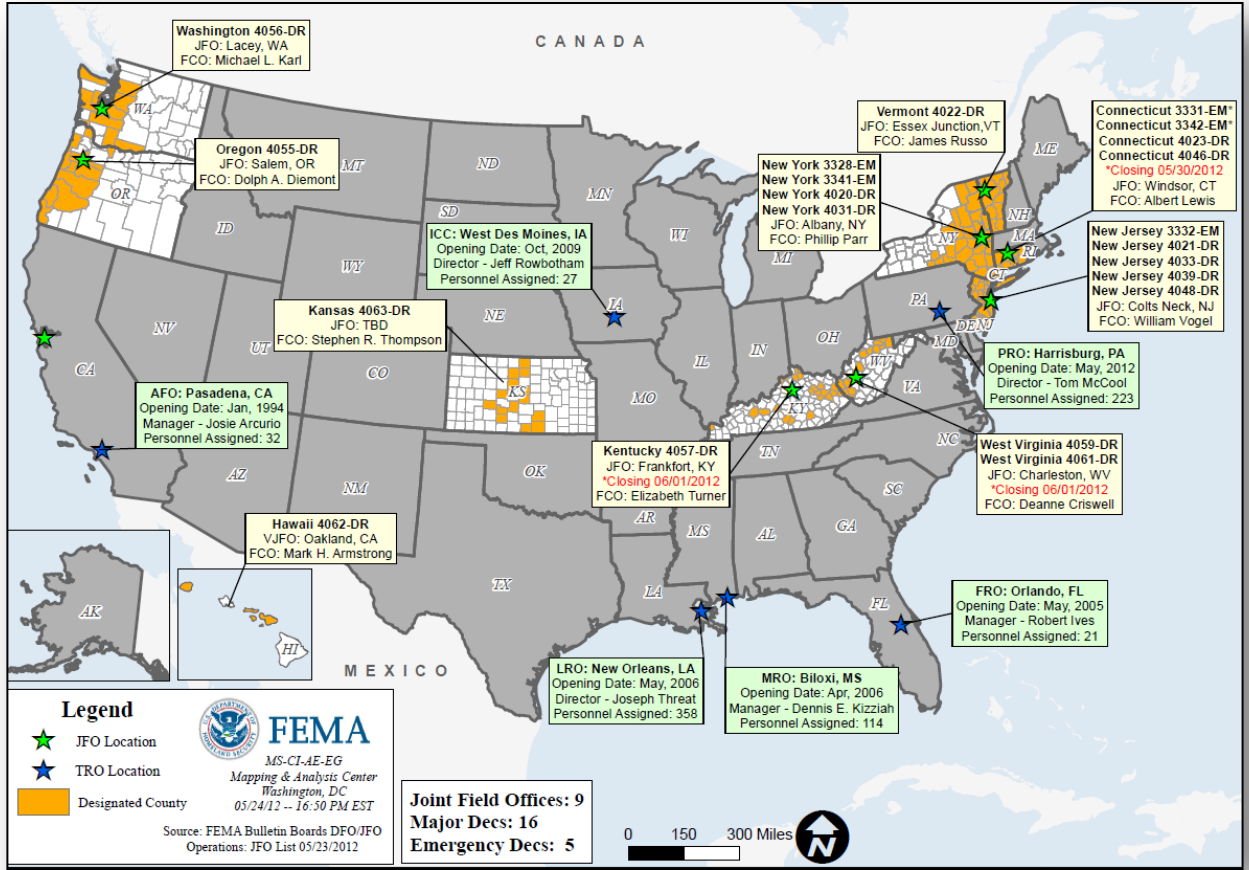 CANADA
Washington 4056-DR
JFO: Lacey, WA
FCO: Michael L. Karl
Oregon 4055-DR
JFO: Salem, OR
FCO: Dolph A. Diemont
Vermont 4022-DR
JFO: Essex Junction,VT
FCO: James Russo
Connecticut 3331-EM*
Connecticut 3342-EM*
Connecticut 4023-DR
Connecticut 4046-DR
*Closing 05/30/2012
JFO: Windsor, CT
FCO: Albert Lewis
New York 3328-EM
New York 3341-EM
New York 4020-DR
New York 4031-DR
JFO: Albany, NY
FCO: Phillip Parr
New Jersey 3332-EM
New Jersey 4021-DR
New Jersey 4033-DR
New Jersey 4039-DR
New Jersey 4048-DR
JFO: Colts Neck, NJ
FCO: William Vogel
ICC: West Des Moines, IA
Opening Date: Oct, 2009
Director - Jeff Rowbotham
Personnel Assigned: 27
Kansas 4063-DR
JFO: TBD
FCO: Stephen R. Thompson
PRO: Harrisburg, PA
Opening Date: May, 2012
Director - Tom McCool
Personnel Assigned: 223
AFO: Pasadena, CA
Opening Date: Jan, 1994
Manager - Josie Arcurio
Personnel Assigned: 32
Kentucky 4057-DR
JFO: Frankfort, KY
*Closing 06/01/2012
FCO: Elizabeth Turner
West Virginia 4059-DR
West Virginia 4061-DR
JFO: Charleston, WV
*Closing 06/01/2012
FCO: Deanne Criswell
Hawaii 4062-DR
VJFO: Oakland, CA
FCO: Mark H. Armstrong
FRO: Orlando, FL
Opening Date: May, 2005
Manager - Robert Ives
Personnel Assigned: 21
LRO: New Orleans, LA
Opening Date: May, 2006
Director - Joseph Threat
Personnel Assigned: 358
MRO: Biloxi, MS
Opening Date: Apr, 2006
Manager - Dennis E. Kizziah
Personnel Assigned: 114
WA
OR
ID
MT
ND
SD
MN
WI
MI
WY
NE
IA
NV
UT
CO
CA
AZ
NM
KS
OK
TX
MO
AR
LA
MS
AL
GA
FL
SC
NC
TN
KY
VA
WV
OH
IN
IL
PA
NY
ME
NH
MA
RI
CT
NJ
DE
MD
AK
HI
MEXICO
Legend
JFO Location
TRO Location
Designated County
FEMA
MS-CI-AE-EG
Mapping & Analysis Center
Washington, DC
05/24/12 -- 16:50 PM EST
Source: FEMA Bulletin Boards DFO/JFO
Operations: JFO List 05/23/2012
Joint Field Offices: 9
Major Decs: 16
Emergency Decs: 5
0 150 300 Miles
N